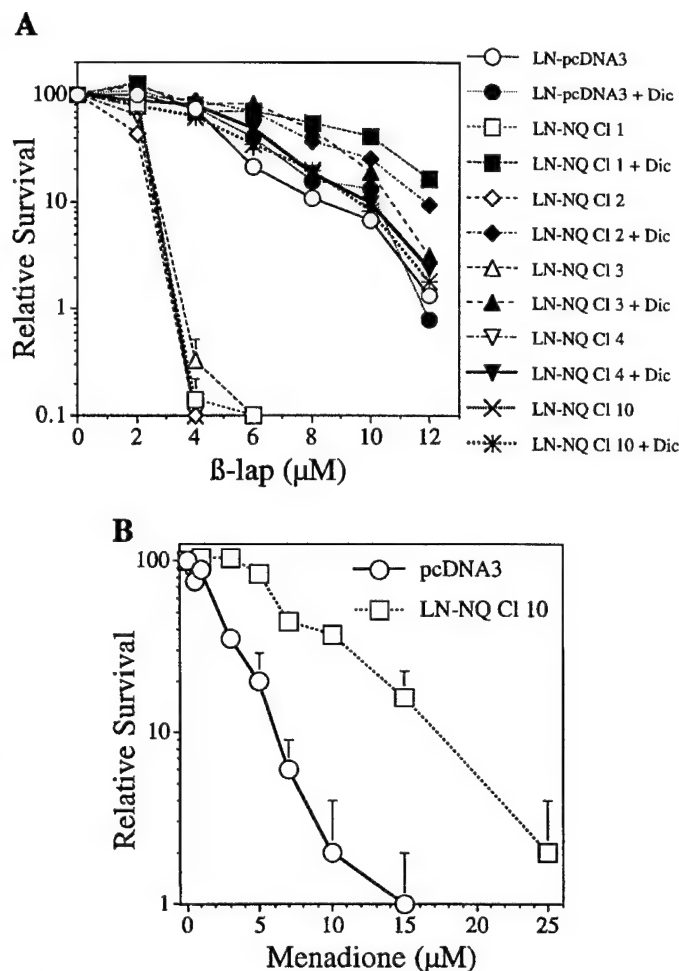 A
Relative Survival
100
10
1
0.1
0 2 4 6 8 10 12
ß-lap (µM)
LN-pcDNA3
LN-pcDNA3 + Dic
LN-NQ Cl 1
LN-NQ Cl 1 + Dic
LN-NQ Cl 2
LN-NQ Cl 2 + Dic
LN-NQ Cl 3
LN-NQ Cl 3 + Dic
LN-NQ Cl 4
LN-NQ Cl 4 + Dic
LN-NQ Cl 10
LN-NQ Cl 10 + Dic
B
Relative Survival
100
10
1
pcDNA3
LN-NQ Cl 10
0 5 10 15 20 25
Menadione (µM)